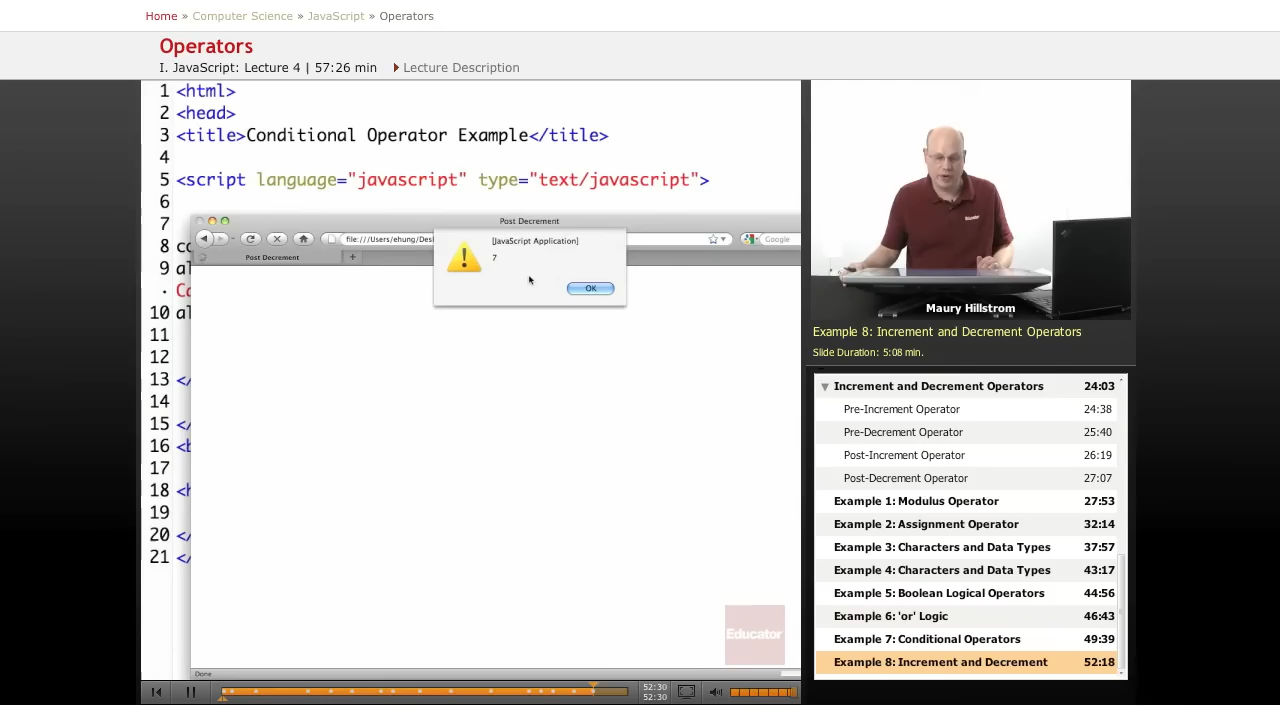 Home » Computer Science » JavaScript » Operators
Operators
I. JavaScript: Lecture 4 | 57:26 min Lecture Description
1 <html>
2 <head>
3 <title>Conditional Operator Example</title>
4
5 <script language="javascript" type="text/javascript">
6
7
8
9
10
11
12
13 </
14
15 </
16
17
18
19
20 </
21 </
Post Decrement
file:///Users/ehung/Des
Google
Post Decrement
[JavaScript Application]
7
OK
Educator
Done
Maury Hillstrom
Example 8: Increment and Decrement Operators
Slide Duration: 5:08 min.
Increment and Decrement Operators 24:03
Pre-Increment Operator 24:38
Pre-Decrement Operator 25:40
Post-Increment Operator 26:19
Post-Decrement Operator 27:07
Example 1: Modulus Operator 27:53
Example 2: Assignment Operator 32:14
Example 3: Characters and Data Types 37:57
Example 4: Characters and Data Types 43:17
Example 5: Boolean Logical Operators 44:56
Example 6: 'or' Logic 46:43
Example 7: Conditional Operators 49:39
Example 8: Increment and Decrement 52:18
52:30
52:30